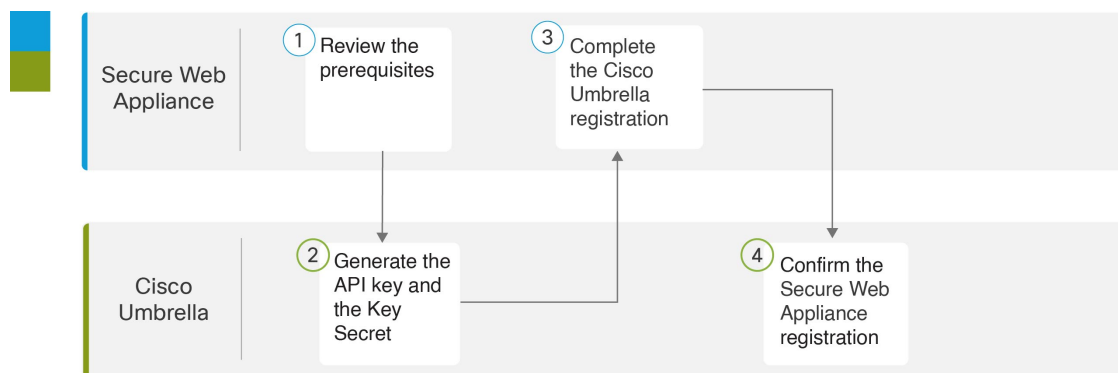 Secure Web
Appliance
1
Review the
prerequisites
3
Complete
the Cisco
Umbrella
registration
Cisco
Umbrella
2
Generate the
API key and
the Key
Secret
4
Confirm the
Secure Web
Appliance
registration